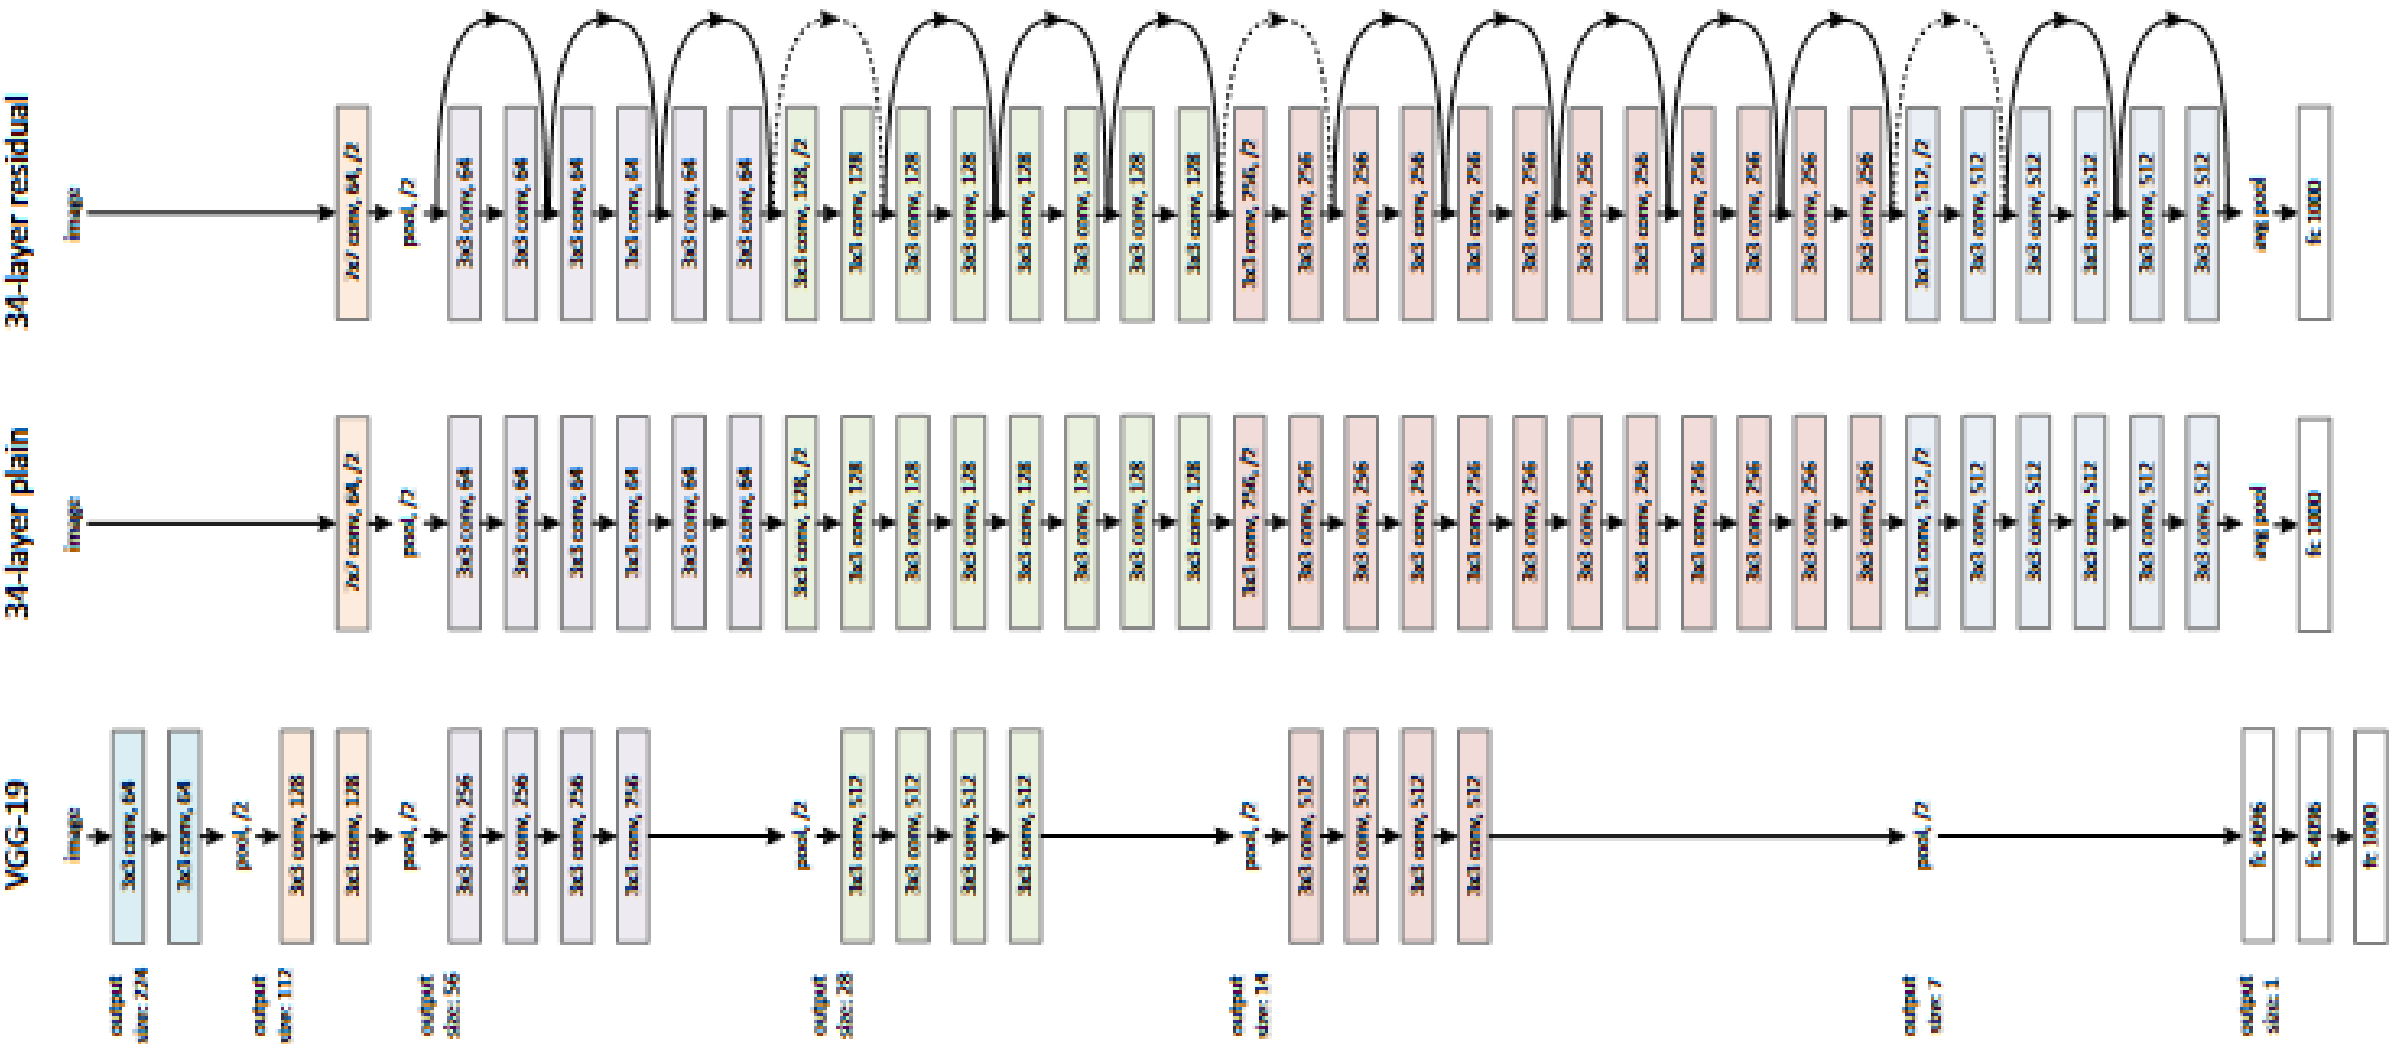 34-layer residual
image
7x7 conv, 64, /2
pool, /2
3x3 conv, 64
3x3 conv, 64
3x3 conv, 64
3x3 conv, 64
3x3 conv, 64
3x3 conv, 64
3x3 conv, 128, /2
3x3 conv, 128
3x3 conv, 128
3x3 conv, 128
3x3 conv, 128
3x3 conv, 128
3x3 conv, 128
3x3 conv, 128
3x3 conv, 256, /2
3x3 conv, 256
3x3 conv, 256
3x3 conv, 256
3x3 conv, 256
3x3 conv, 256
3x3 conv, 256
3x3 conv, 256
3x3 conv, 256
3x3 conv, 256
3x3 conv, 256
3x3 conv, 256
3x3 conv, 512, /2
3x3 conv, 512
3x3 conv, 512
3x3 conv, 512
3x3 conv, 512
3x3 conv, 512
avg pool
fc 1000
34-layer plain
image
7x7 conv, 64, /2
pool, /2
3x3 conv, 64
3x3 conv, 64
3x3 conv, 64
3x3 conv, 64
3x3 conv, 64
3x3 conv, 64
3x3 conv, 128, /2
3x3 conv, 128
3x3 conv, 128
3x3 conv, 128
3x3 conv, 128
3x3 conv, 128
3x3 conv, 128
3x3 conv, 128
3x3 conv, 256, /2
3x3 conv, 256
3x3 conv, 256
3x3 conv, 256
3x3 conv, 256
3x3 conv, 256
3x3 conv, 256
3x3 conv, 256
3x3 conv, 256
3x3 conv, 256
3x3 conv, 256
3x3 conv, 256
3x3 conv, 512, /2
3x3 conv, 512
3x3 conv, 512
3x3 conv, 512
3x3 conv, 512
3x3 conv, 512
avg pool
fc 1000
VGG-19
image
3x3 conv, 64
3x3 conv, 64
pool, /2
3x3 conv, 128
3x3 conv, 128
pool, /2
3x3 conv, 256
3x3 conv, 256
3x3 conv, 256
3x3 conv, 256
pool, /2
3x3 conv, 512
3x3 conv, 512
3x3 conv, 512
3x3 conv, 512
pool, /2
3x3 conv, 512
3x3 conv, 512
3x3 conv, 512
3x3 conv, 512
pool, /2
fc 4096
fc 4096
fc 1000
output
size: 224
output
size: 112
output
size: 56
output
size: 28
output
size: 14
output
size: 7
output
size: 1